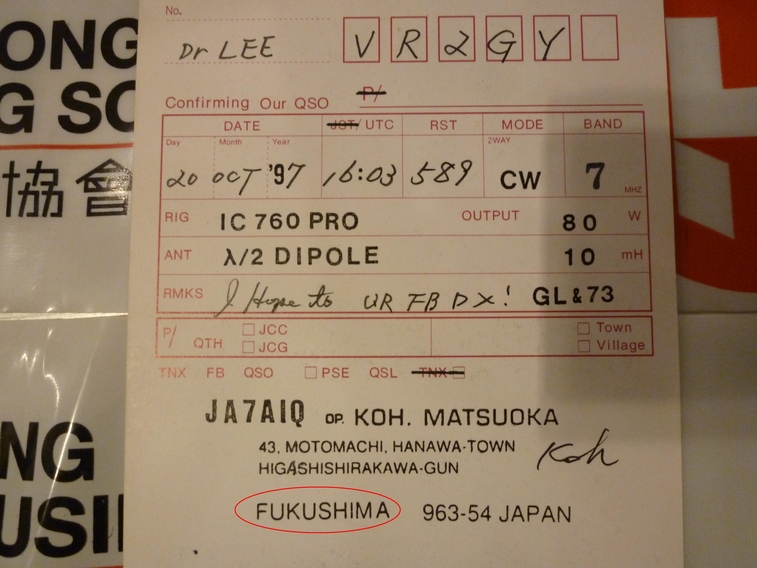 ONG
G SO
協會
NG
USI
No.
Dr LEE VR2GY
Confirming Our QSO P/
DATE JST/UTC RST MODE BAND
Day Month Year 2WAY
20 OCT '97 16:03 589 CW 7 MHZ
RIG IC 760 PRO OUTPUT 80 W
ANT λ/2 DIPOLE 10 mH
RMKS I Hope to UR FB DX! GL & 73
P/ QTH JCC Town
JCG Village
TNX FB QSO PSE QSL TNX
JA7AIQ OP. KOH. MATSUOKA
43, MOTOMACHI, HANAWA-TOWN Koh
HIGASHISHIRAKAWA-GUN
FUKUSHIMA 963-54 JAPAN